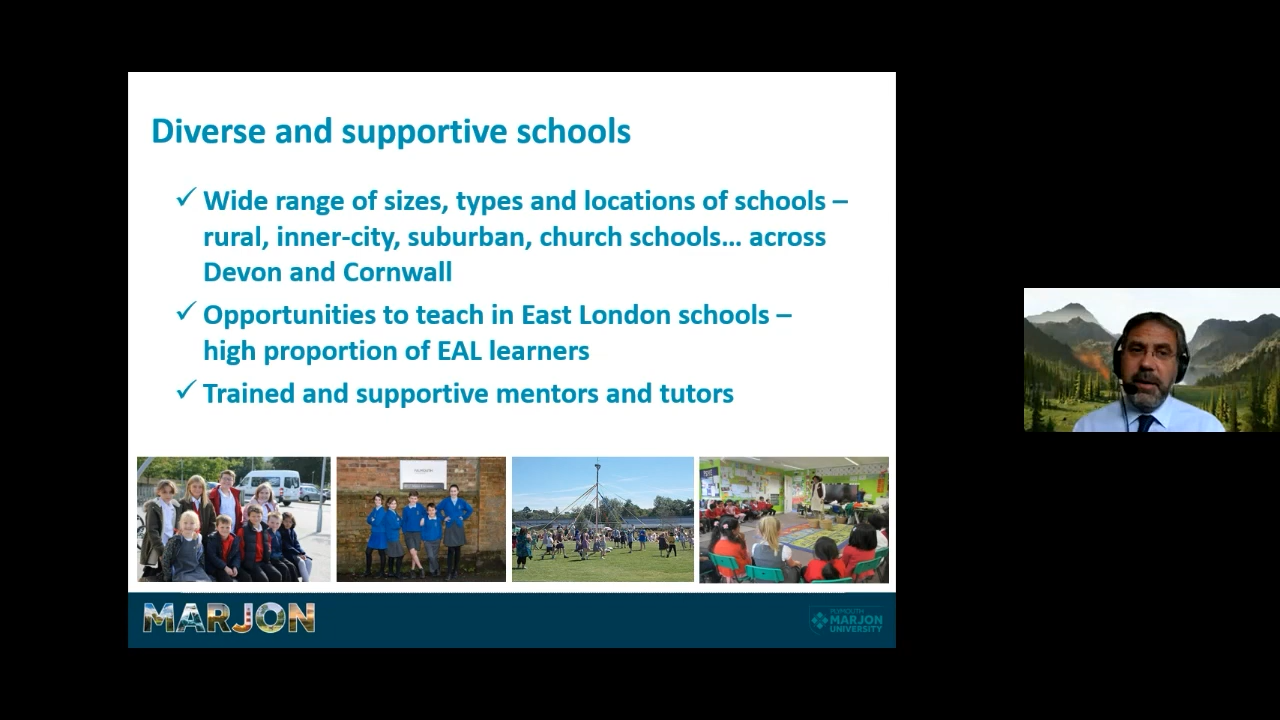 Diverse and supportive schools
✓ Wide range of sizes, types and locations of schools –
rural, inner-city, suburban, church schools... across
Devon and Cornwall
✓ Opportunities to teach in East London schools –
high proportion of EAL learners
✓ Trained and supportive mentors and tutors
MARJON
PLYMOUTH
MARJON
UNIVERSITY